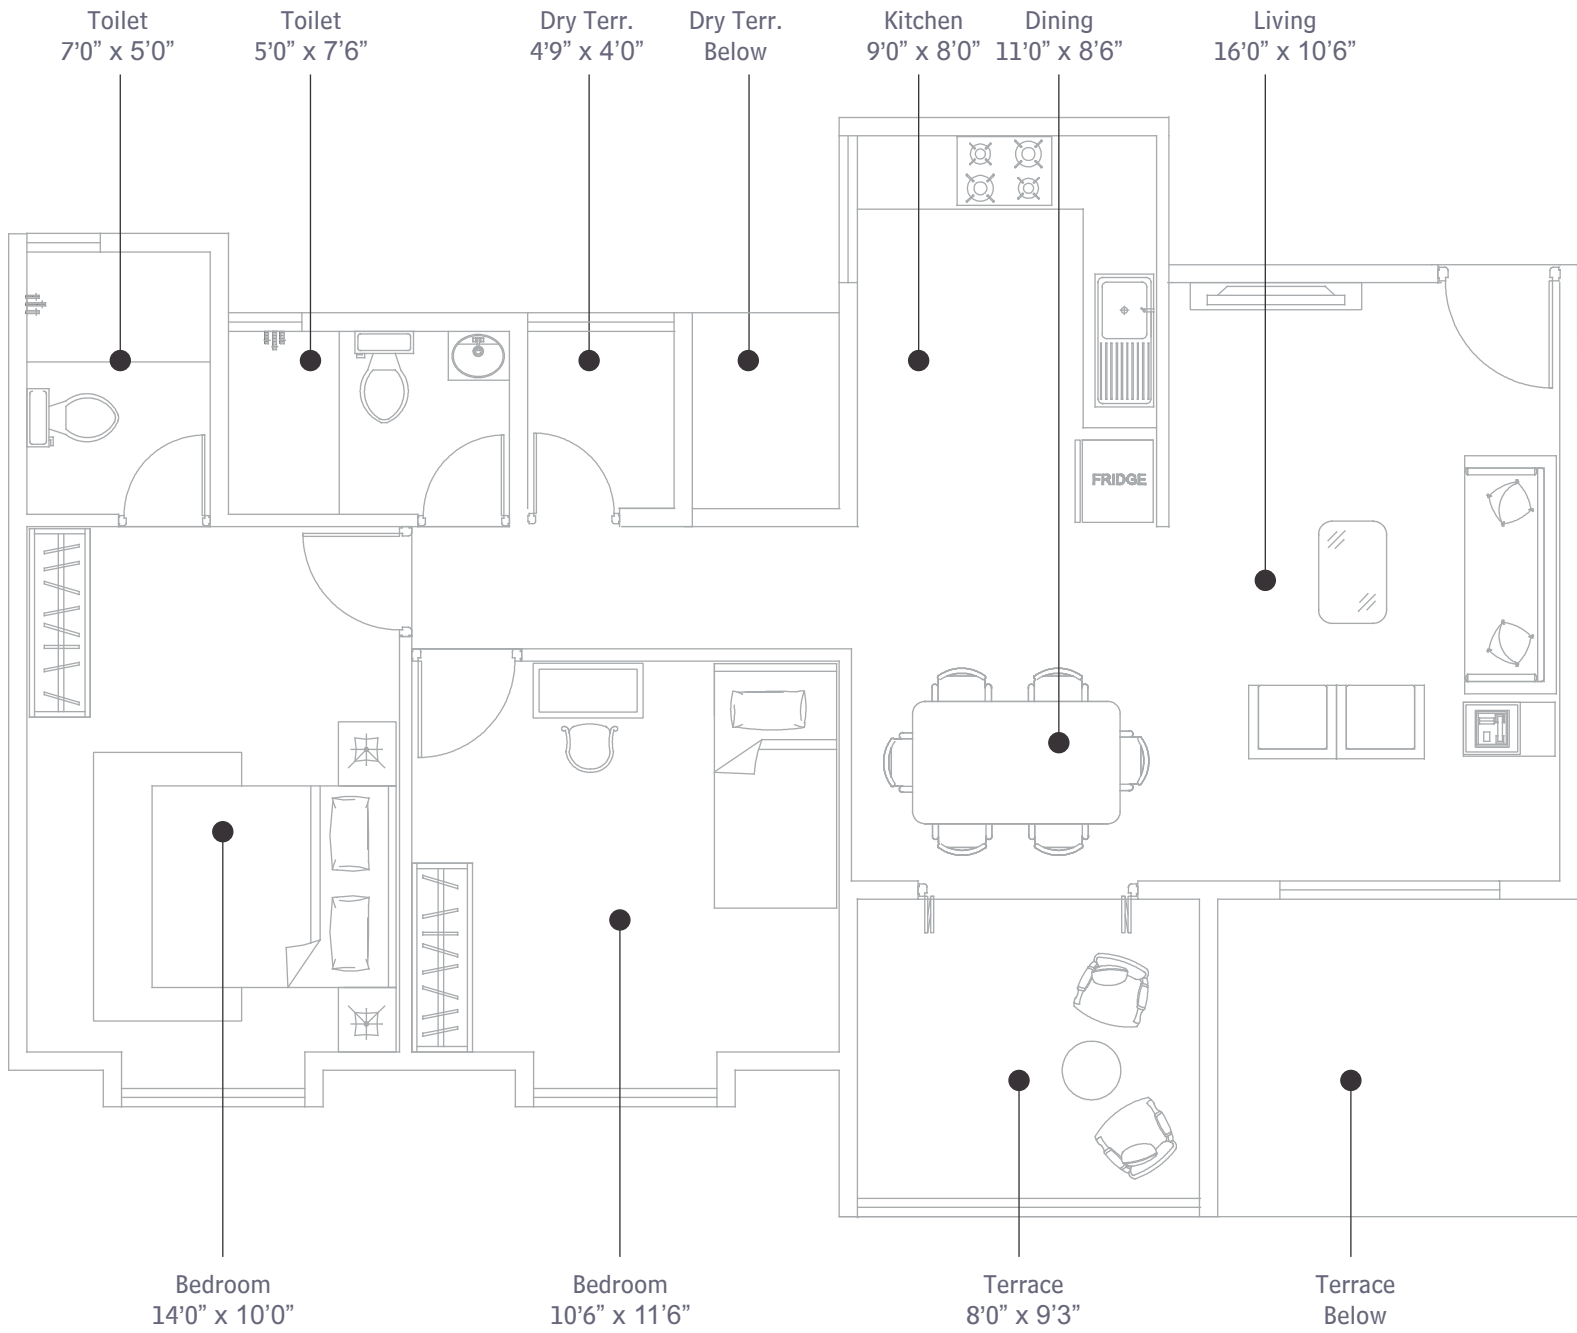 Toilet
7'0” x 5'0”
Toilet
5'0” x 7'6”
Dry Terr.
4'9” x 4'0”
Dry Terr.
Below
Kitchen
9'0” x 8'0”
Dining
11'0” x 8'6”
Living
16'0” x 10'6”
FRIDGE
Bedroom
14'0” x 10'0”
Bedroom
10'6” x 11'6”
Terrace
8'0” x 9'3”
Terrace
Below